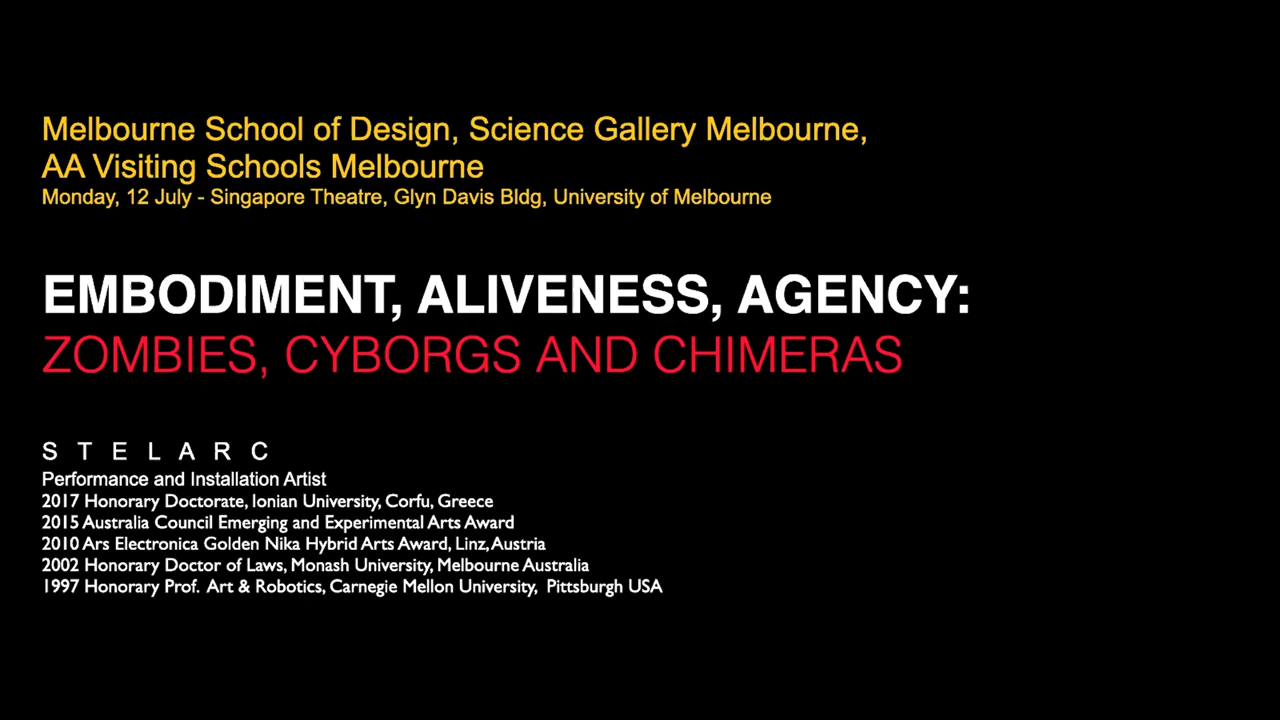 Melbourne School of Design, Science Gallery Melbourne,
AA Visiting Schools Melbourne
Monday, 12 July - Singapore Theatre, Glyn Davis Bldg, University of Melbourne
EMBODIMENT, ALIVENESS, AGENCY:
ZOMBIES, CYBORGS AND CHIMERAS
S T E L A R C
Performance and Installation Artist
2017 Honorary Doctorate, Ionian University, Corfu, Greece
2015 Australia Council Emerging and Experimental Arts Award
2010 Ars Electronica Golden Nika Hybrid Arts Award, Linz, Austria
2002 Honorary Doctor of Laws, Monash University, Melbourne Australia
1997 Honorary Prof. Art & Robotics, Carnegie Mellon University, Pittsburgh USA